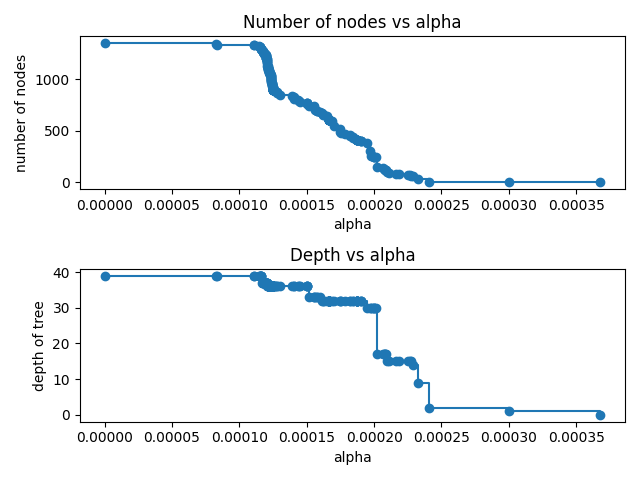 Number of nodes vs alpha
number of nodes
1000
500
0
0.00000 0.00005 0.00010 0.00015 0.00020 0.00025 0.00030 0.00035
alpha
Depth vs alpha
depth of tree
40
30
20
10
0
0.00000 0.00005 0.00010 0.00015 0.00020 0.00025 0.00030 0.00035
alpha